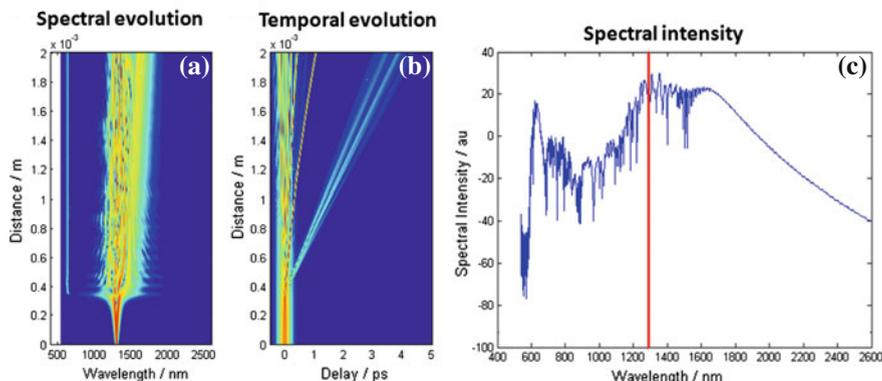 Spectral evolution
Temporal evolution
Spectral intensity
x 10⁻³
(a)
2
1.8
1.6
1.4
1.2
1
0.8
0.6
0.4
0.2
0
Distance / m
500 1000 1500 2000 2500
Wavelength / nm
x 10⁻³
(b)
2
1.8
1.6
1.4
1.2
1
0.8
0.6
0.4
0.2
0
Distance / m
0 1 2 3 4 5
Delay / ps
(c)
40
20
0
-20
-40
-60
-80
-100
Spectral Intensity / au
400 600 800 1000 1200 1400 1600 1800 2000 2200 2400 2600
Wavelength / nm